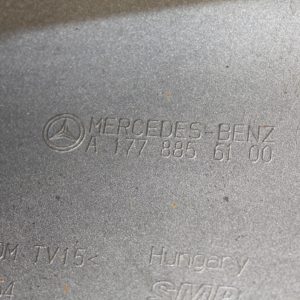 MERCEDES-BENZ
A 177 885 61 00
TV15<
Hungary
SMP